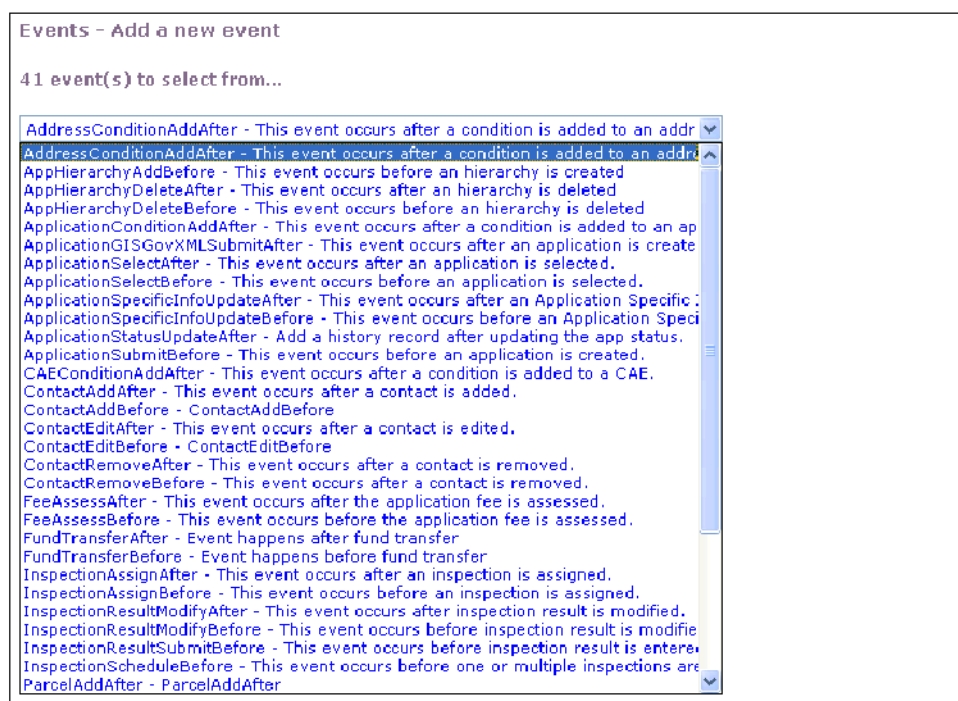 Events - Add a new event
41 event(s) to select from...
AddressConditionAddAfter - This event occurs after a condition is added to an addr
AddressConditionAddAfter - This event occurs after a condition is added to an addre
AppHierarchyAddBefore - This event occurs before an hierarchy is created
AppHierarchyDeleteAfter - This event occurs after an hierarchy is deleted
AppHierarchyDeleteBefore - This event occurs before an hierarchy is deleted
ApplicationConditionAddAfter - This event occurs after a condition is added to an ap
ApplicationGISGovXMLSubmitAfter - This event occurs after an application is create
ApplicationSelectAfter - This event occurs after an application is selected.
ApplicationSelectBefore - This event occurs before an application is selected.
ApplicationSpecificInfoUpdateAfter - This event occurs after an Application Specific
ApplicationSpecificInfoUpdateBefore - This event occurs before an Application Speci
ApplicationStatusUpdateAfter - Add a history record after updating the app status.
ApplicationSubmitBefore - This event occurs before an application is created.
CAEConditionAddAfter - This event occurs after a condition is added to a CAE.
ContactAddAfter - This event occurs after a contact is added.
ContactAddBefore - ContactAddBefore
ContactEditAfter - This event occurs after a contact is edited.
ContactEditBefore - ContactEditBefore
ContactRemoveAfter - This event occurs after a contact is removed.
ContactRemoveBefore - This event occurs after a contact is removed.
FeeAssessAfter - This event occurs after the application fee is assessed.
FeeAssessBefore - This event occurs before the application fee is assessed.
FundTransferAfter - Event happens after fund transfer
FundTransferBefore - Event happens before fund transfer
InspectionAssignAfter - This event occurs after an inspection is assigned.
InspectionAssignBefore - This event occurs before an inspection is assigned.
InspectionResultModifyAfter - This event occurs after inspection result is modified.
InspectionResultModifyBefore - This event occurs before inspection result is modifie
InspectionResultSubmitBefore - This event occurs before inspection result is entere
InspectionScheduleBefore - This event occurs before one or multiple inspections are
ParcelAddAfter - ParcelAddAfter